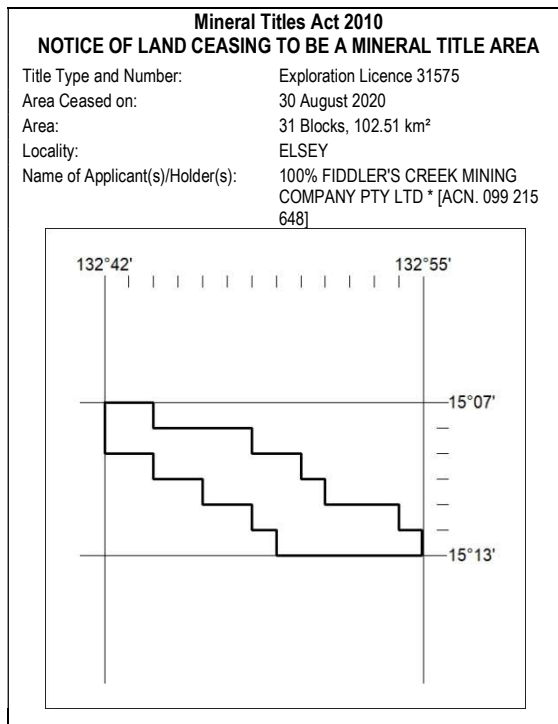 Mineral Titles Act 2010
NOTICE OF LAND CEASING TO BE A MINERAL TITLE AREA
Title Type and Number: Exploration Licence 31575
Area Ceased on: 30 August 2020
Area: 31 Blocks, 102.51 km²
Locality: ELSEY
Name of Applicant(s)/Holder(s): 100% FIDDLER'S CREEK MINING
COMPANY PTY LTD * [ACN. 099 215
648]
132°42' 132°55'
15°07'
15°13'